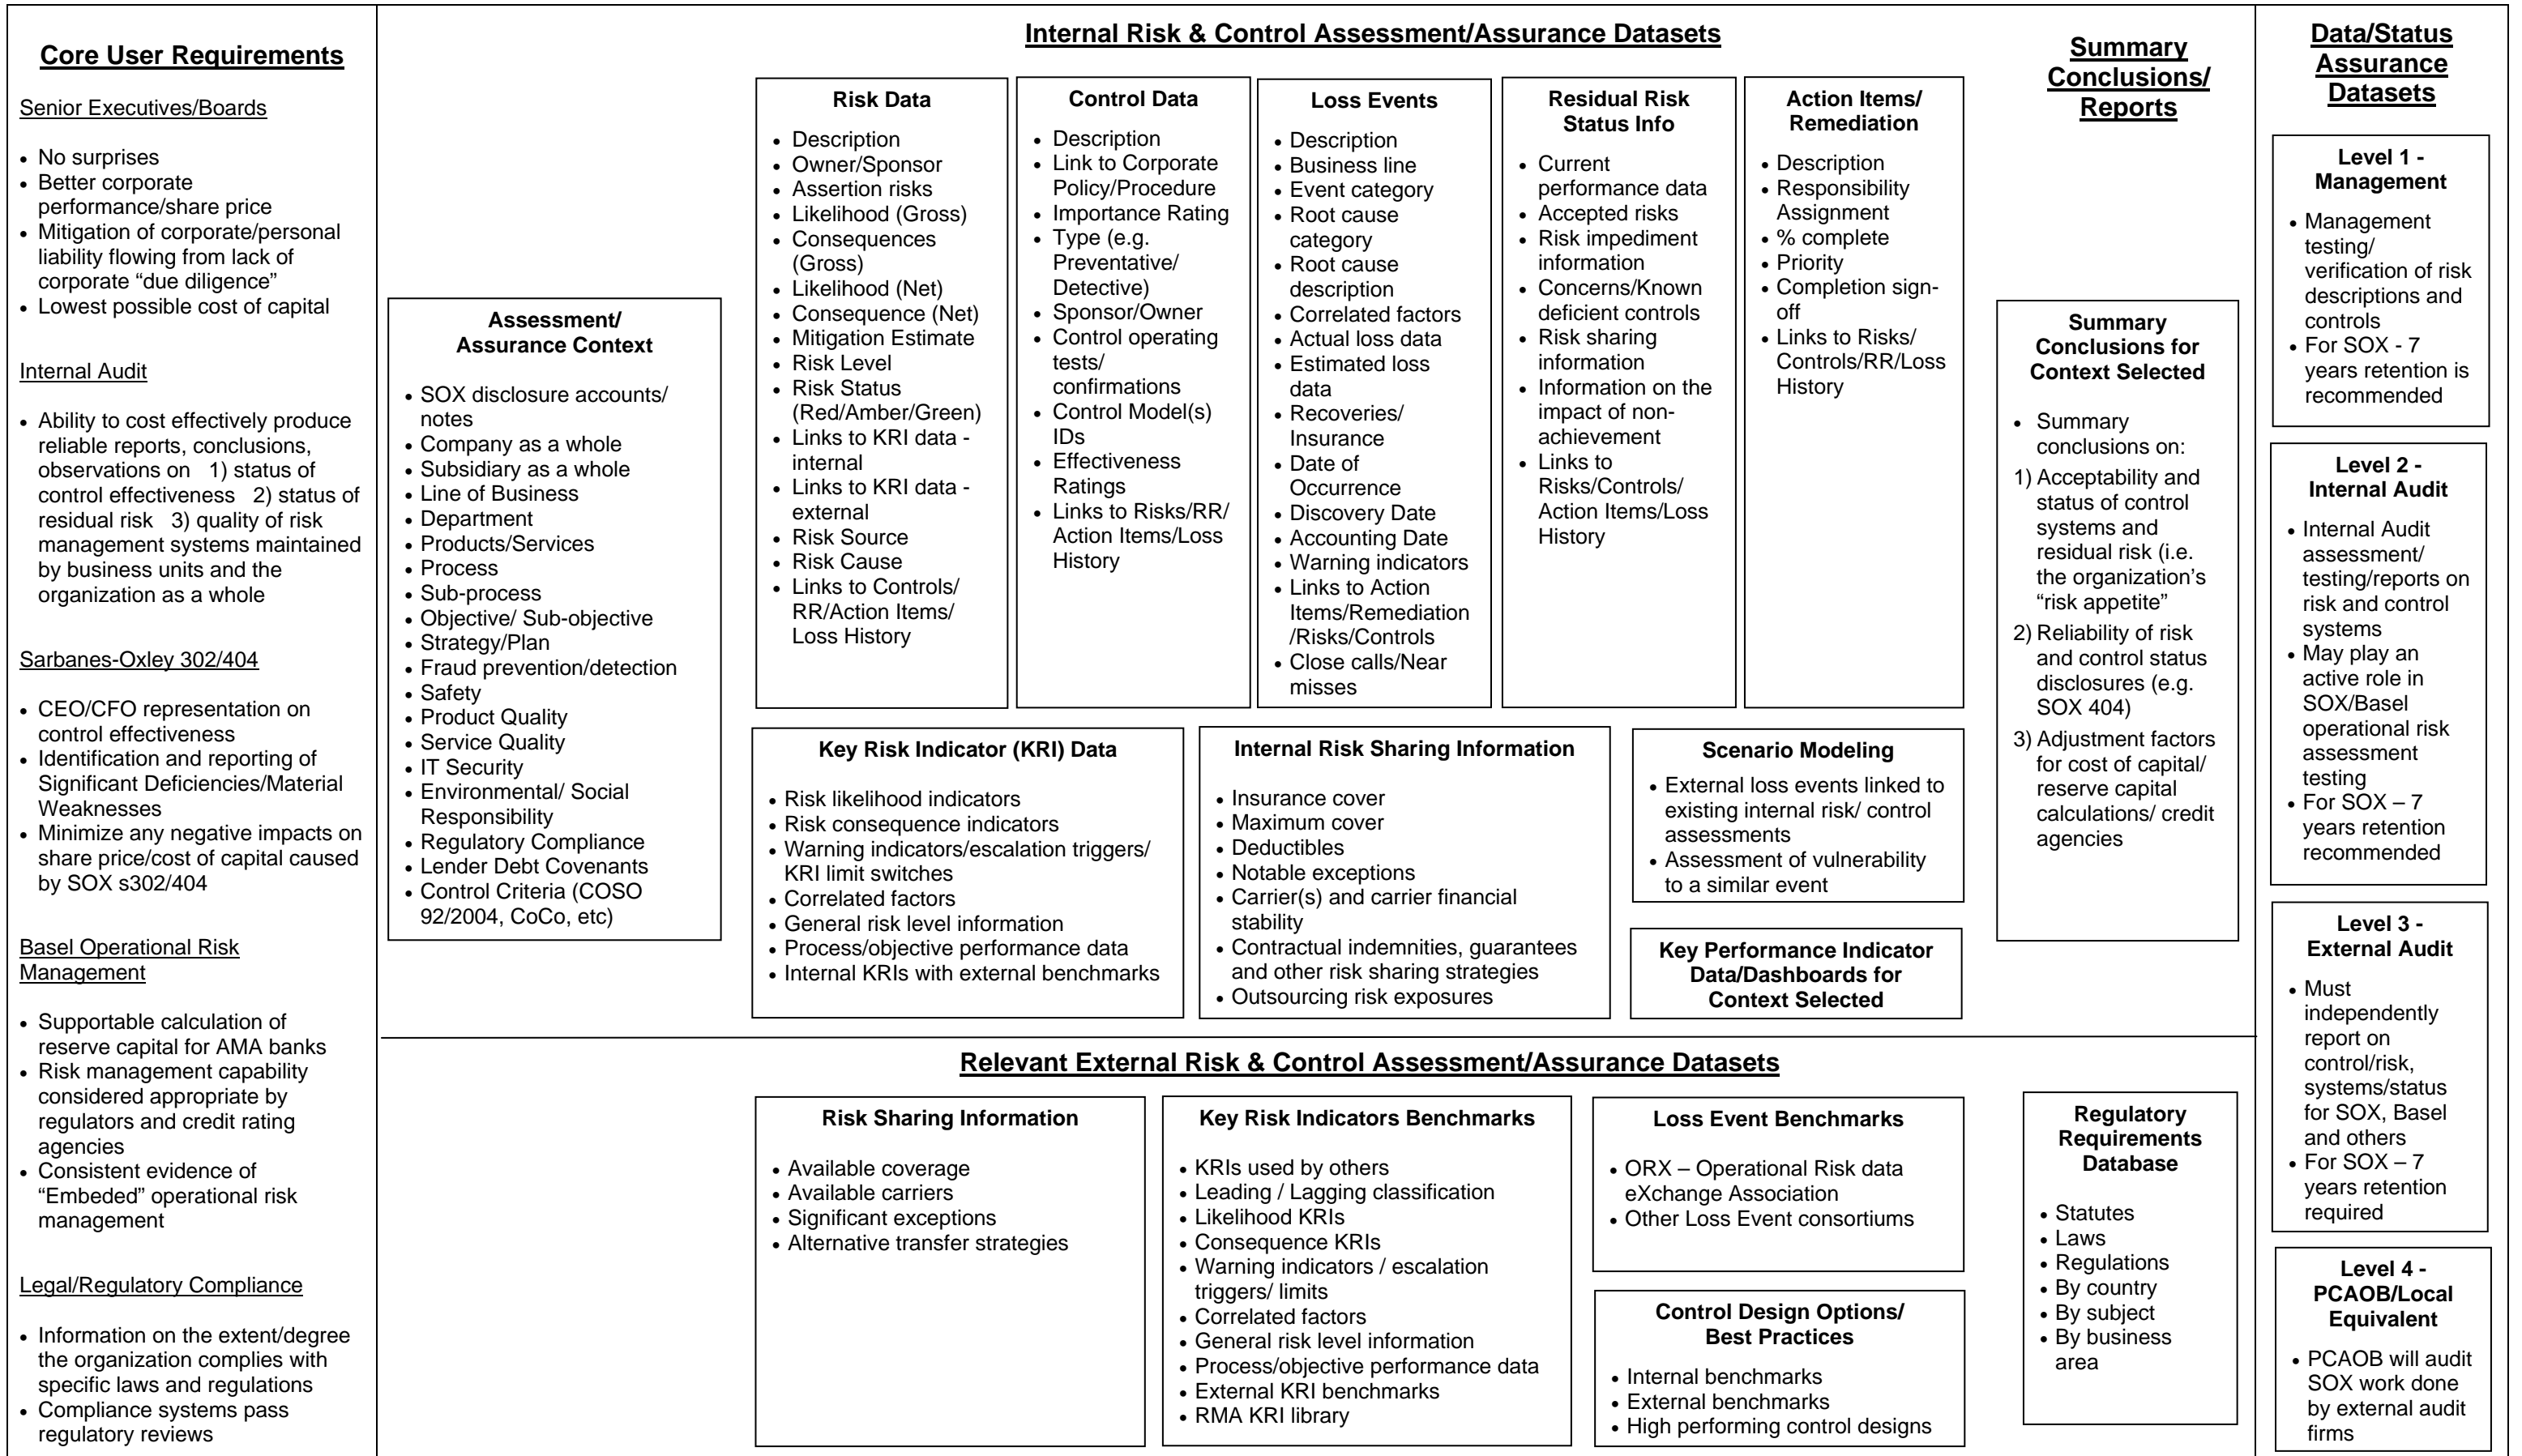 Core User Requirements
Senior Executives/Boards
• No surprises
• Better corporate
performance/share price
• Mitigation of corporate/personal
liability flowing from lack of
corporate “due diligence”
• Lowest possible cost of capital
Internal Audit
• Ability to cost effectively produce
reliable reports, conclusions,
observations on 1) status of
control effectiveness 2) status of
residual risk 3) quality of risk
management systems maintained
by business units and the
organization as a whole
Sarbanes-Oxley 302/404
• CEO/CFO representation on
control effectiveness
• Identification and reporting of
Significant Deficiencies/Material
Weaknesses
• Minimize any negative impacts on
share price/cost of capital caused
by SOX s302/404
Basel Operational Risk
Management
• Supportable calculation of
reserve capital for AMA banks
• Risk management capability
considered appropriate by
regulators and credit rating
agencies
• Consistent evidence of
“Embeded” operational risk
management
Legal/Regulatory Compliance
• Information on the extent/degree
the organization complies with
specific laws and regulations
• Compliance systems pass
regulatory reviews
Internal Risk & Control Assessment/Assurance Datasets
Assessment/
Assurance Context
• SOX disclosure accounts/
notes
• Company as a whole
• Subsidiary as a whole
• Line of Business
• Department
• Products/Services
• Process
• Sub-process
• Objective/ Sub-objective
• Strategy/Plan
• Fraud prevention/detection
• Safety
• Product Quality
• Service Quality
• IT Security
• Environmental/ Social
Responsibility
• Regulatory Compliance
• Lender Debt Covenants
• Control Criteria (COSO
92/2004, CoCo, etc)
Risk Data
• Description
• Owner/Sponsor
• Assertion risks
• Likelihood (Gross)
• Consequences
(Gross)
• Likelihood (Net)
• Consequence (Net)
• Mitigation Estimate
• Risk Level
• Risk Status
(Red/Amber/Green)
• Links to KRI data -
internal
• Links to KRI data -
external
• Risk Source
• Risk Cause
• Links to Controls/
RR/Action Items/
Loss History
Control Data
• Description
• Link to Corporate
Policy/Procedure
• Importance Rating
• Type (e.g.
Preventative/
Detective)
• Sponsor/Owner
• Control operating
tests/
confirmations
• Control Model(s)
IDs
• Effectiveness
Ratings
• Links to Risks/RR/
Action Items/Loss
History
Loss Events
• Description
• Business line
• Event category
• Root cause
category
• Root cause
description
• Correlated factors
• Actual loss data
• Estimated loss
data
• Recoveries/
Insurance
• Date of
Occurrence
• Discovery Date
• Accounting Date
• Warning indicators
• Links to Action
Items/Remediation
/Risks/Controls
• Close calls/Near
misses
Residual Risk
Status Info
• Current
performance data
• Accepted risks
• Risk impediment
information
• Concerns/Known
deficient controls
• Risk sharing
information
• Information on the
impact of non-
achievement
• Links to
Risks/Controls/
Action Items/Loss
History
Action Items/
Remediation
• Description
• Responsibility
Assignment
• % complete
• Priority
• Completion sign-
off
• Links to Risks/
Controls/RR/Loss
History
Key Risk Indicator (KRI) Data
• Risk likelihood indicators
• Risk consequence indicators
• Warning indicators/escalation triggers/
KRI limit switches
• Correlated factors
• General risk level information
• Process/objective performance data
• Internal KRIs with external benchmarks
Internal Risk Sharing Information
• Insurance cover
• Maximum cover
• Deductibles
• Notable exceptions
• Carrier(s) and carrier financial
stability
• Contractual indemnities, guarantees
and other risk sharing strategies
• Outsourcing risk exposures
Scenario Modeling
• External loss events linked to
existing internal risk/ control
assessments
• Assessment of vulnerability
to a similar event
Key Performance Indicator
Data/Dashboards for
Context Selected
Summary
Conclusions/
Reports
Summary
Conclusions for
Context Selected
• Summary
conclusions on:
1) Acceptability and
status of control
systems and
residual risk (i.e.
the organization’s
“risk appetite”
2) Reliability of risk
and control status
disclosures (e.g.
SOX 404)
3) Adjustment factors
for cost of capital/
reserve capital
calculations/ credit
agencies
Relevant External Risk & Control Assessment/Assurance Datasets
Risk Sharing Information
• Available coverage
• Available carriers
• Significant exceptions
• Alternative transfer strategies
Key Risk Indicators Benchmarks
• KRIs used by others
• Leading / Lagging classification
• Likelihood KRIs
• Consequence KRIs
• Warning indicators / escalation
triggers/ limits
• Correlated factors
• General risk level information
• Process/objective performance data
• External KRI benchmarks
• RMA KRI library
Loss Event Benchmarks
• ORX – Operational Risk data
eXchange Association
• Other Loss Event consortiums
Control Design Options/
Best Practices
• Internal benchmarks
• External benchmarks
• High performing control designs
Regulatory
Requirements
Database
• Statutes
• Laws
• Regulations
• By country
• By subject
• By business
area
Data/Status
Assurance
Datasets
Level 1 -
Management
• Management
testing/
verification of risk
descriptions and
controls
• For SOX - 7
years retention is
recommended
Level 2 -
Internal Audit
• Internal Audit
assessment/
testing/reports on
risk and control
systems
• May play an
active role in
SOX/Basel
operational risk
assessment
testing
• For SOX – 7
years retention
recommended
Level 3 -
External Audit
• Must
independently
report on
control/risk,
systems/status
for SOX, Basel
and others
• For SOX – 7
years retention
required
Level 4 -
PCAOB/Local
Equivalent
• PCAOB will audit
SOX work done
by external audit
firms